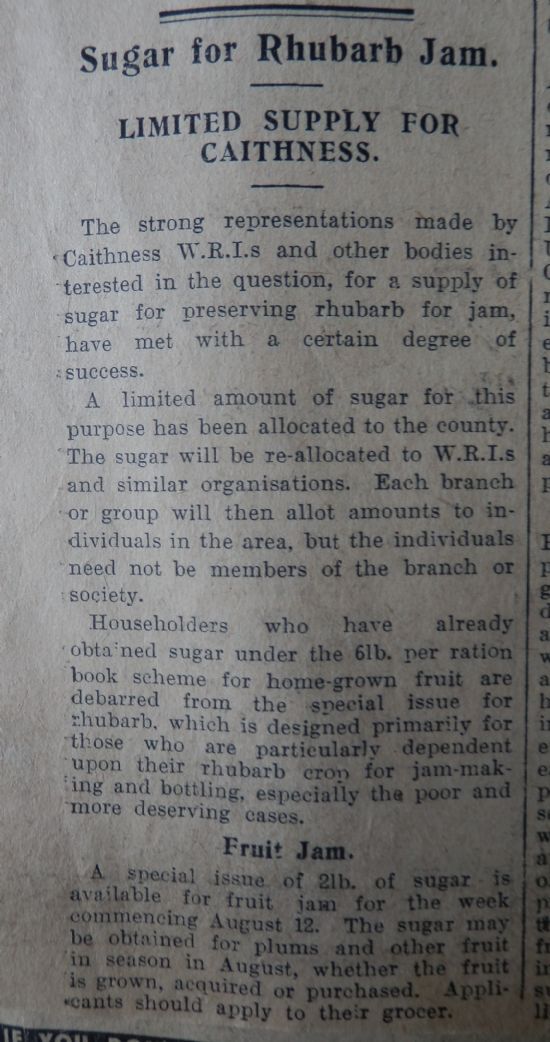 Sugar for Rhubarb Jam.
LIMITED SUPPLY FOR
CAITHNESS.
The strong representations made by
Caithness W.R.I.s and other bodies in-
terested in the question, for a supply of
sugar for preserving rhubarb for jam,
have met with a certain degree of
success.
A limited amount of sugar for this
purpose has been allocated to the county.
The sugar will be re-allocated to W.R.I.s
and similar organisations. Each branch
or group will then allot amounts to in-
dividuals in the area, but the individuals
need not be members of the branch or
society.
Householders who have already
obtained sugar under the 6lb. per ration
book scheme for home-grown fruit are
debarred from the special issue for
rhubarb, which is designed primarily for
those who are particularly dependent
upon their rhubarb crop for jam-mak-
ing and bottling, especially the poor and
more deserving cases.
Fruit Jam.
A special issue of 2lb. of sugar is
available for fruit jam for the week
commencing August 12. The sugar may
be obtained for plums and other fruit
in season in August, whether the fruit
is grown, acquired or purchased. Appli-
cants should apply to their grocer.
IF YOU